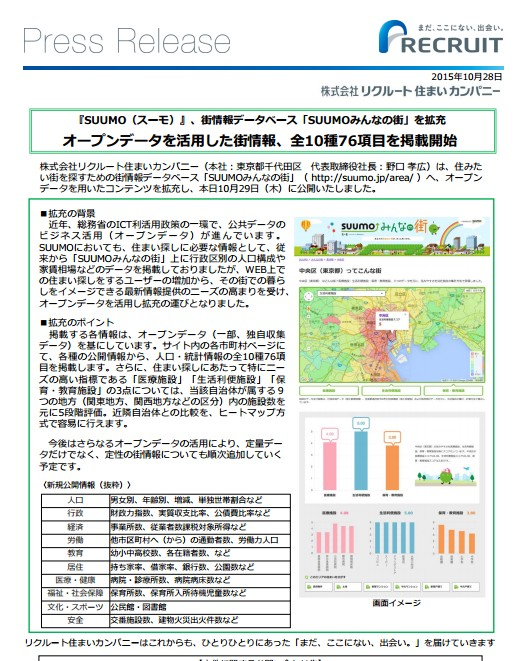 Press Release
まだ、ここにない、出会い。
RECRUIT
2015年10月28日
株式会社 リクルート 住まいカンパニー
『SUUMO（スーモ）』、街情報データベース「SUUMOみんなの街」を拡充
オープンデータを活用した街情報、全10種76項目を掲載開始
株式会社リクルート住まいカンパニー（本社：東京都千代田区　代表取締役社長：野口 孝広）は、住みた
い街を探すための街情報データベース「SUUMOみんなの街」（ http://suumo.jp/area/ ）へ、オープン
データを用いたコンテンツを拡充し、本日10月29日（木）に公開いたしました。
■拡充の背景
近年、総務省のICT利活用政策の一環で、公共データの
ビジネス活用（オープンデータ）が進んでいます。
SUUMOにおいても、住まい探しに必要な情報として、従
来から「SUUMOみんなの街」上に行政区別の人口構成や
家賃相場などのデータを掲載しておりましたが、WEB上で
の住まい探しをするユーザーの増加から、その街での暮ら
しをイメージできる最新情報提供のニーズの高まりを受け、
オープンデータを活用し拡充の運びとなりました。
■拡充のポイント
掲載する各情報は、オープンデータ（一部、独自収集
データ）を基にしています。サイト内の各市町村ページに
て、各種の公開情報から、人口・統計情報の全10種76項
目を掲載します。さらに、住まい探しにあたって特にニー
ズの高い指標である「医療施設」「生活利便施設」「保
育・教育施設」の3点については、当該自治体が属する９
つの地方（関東地方、関西地方などの区分）内の施設数を
元に5段階評価。近隣自治体との比較を、ヒートマップ方
式で容易に行えます。
今後はさらなるオープンデータの活用により、定量デー
タだけでなく、定性の街情報についても順次追加していく
予定です。
〈新規公開情報（抜粋）〉
人口 男女別、年齢別、増減、単独世帯割合など
行政 財政力指数、実質収支比率、公債費比率など
経済 事業所数、従業者数課税対象所得など
労働 他市区町村へ（から）の通勤者数、労働力人口
教育 幼小中高校数、各在籍者数、など
居住 持ち家率、借家率、銀行数、公園数など
医療・健康 病院・診療所数、病院病床数など
福祉・社会保障 保育所数、保育所入所待機児童数など
文化・スポーツ 公民館・図書館
安全 交番施設数、建物火災出火件数など
SUUMOみんなの街
中央区（東京都）ってこんな街
画面イメージ
リクルート住まいカンパニーはこれからも、ひとりひとりにあった「まだ、ここにない、出会い。」を届けていきます